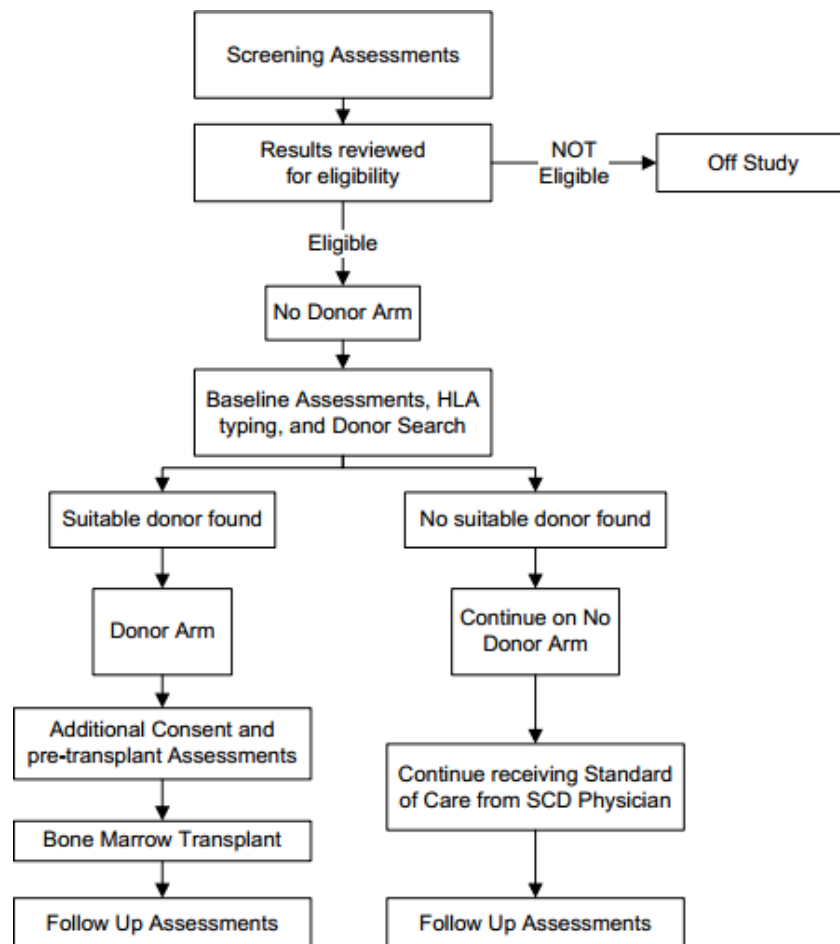 Screening Assessments
Results reviewed
for eligibility
NOT
Eligible
Off Study
Eligible
No Donor Arm
Baseline Assessments, HLA
typing, and Donor Search
Suitable donor found
No suitable donor found
Donor Arm
Continue on No
Donor Arm
Additional Consent and
pre-transplant Assessments
Continue receiving Standard
of Care from SCD Physician
Bone Marrow Transplant
Follow Up Assessments
Follow Up Assessments